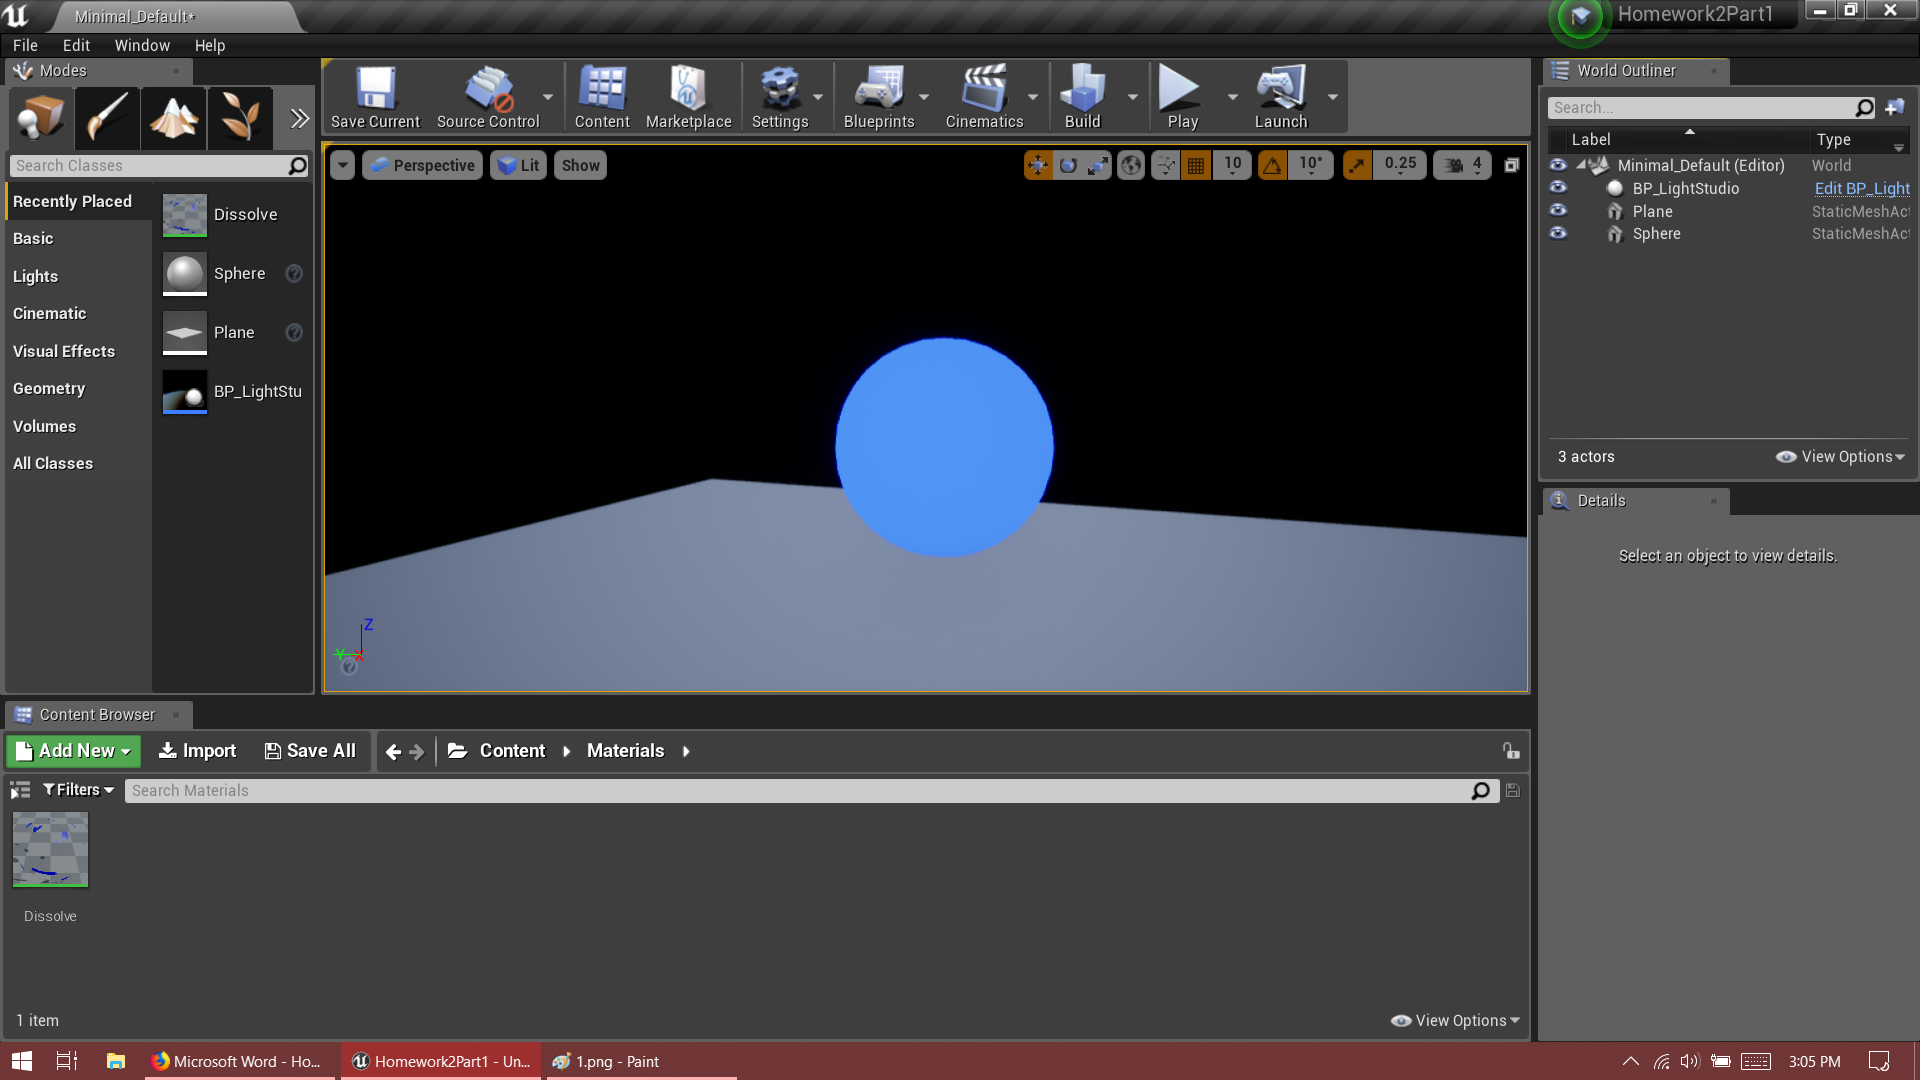 Minimal_Default*
Homework2Part1
File Edit Window Help
Modes
Search Classes
Recently Placed
Basic
Lights
Cinematic
Visual Effects
Geometry
Volumes
All Classes
Dissolve
Sphere
Plane
BP_LightStu
Save Current Source Control Content Marketplace Settings Blueprints Cinematics Build Play Launch
Perspective Lit Show 10 10° 0.25 4
Z
Y X
World Outliner
Search...
Label Type
Minimal_Default (Editor) World
BP_LightStudio Edit BP_Light
Plane StaticMeshAct
Sphere StaticMeshAct
3 actors View Options
Details
Select an object to view details.
Content Browser
Add New Import Save All Content Materials
Filters Search Materials
Dissolve
1 item View Options
Microsoft Word - Ho... Homework2Part1 - Un... 1.png - Paint 3:05 PM